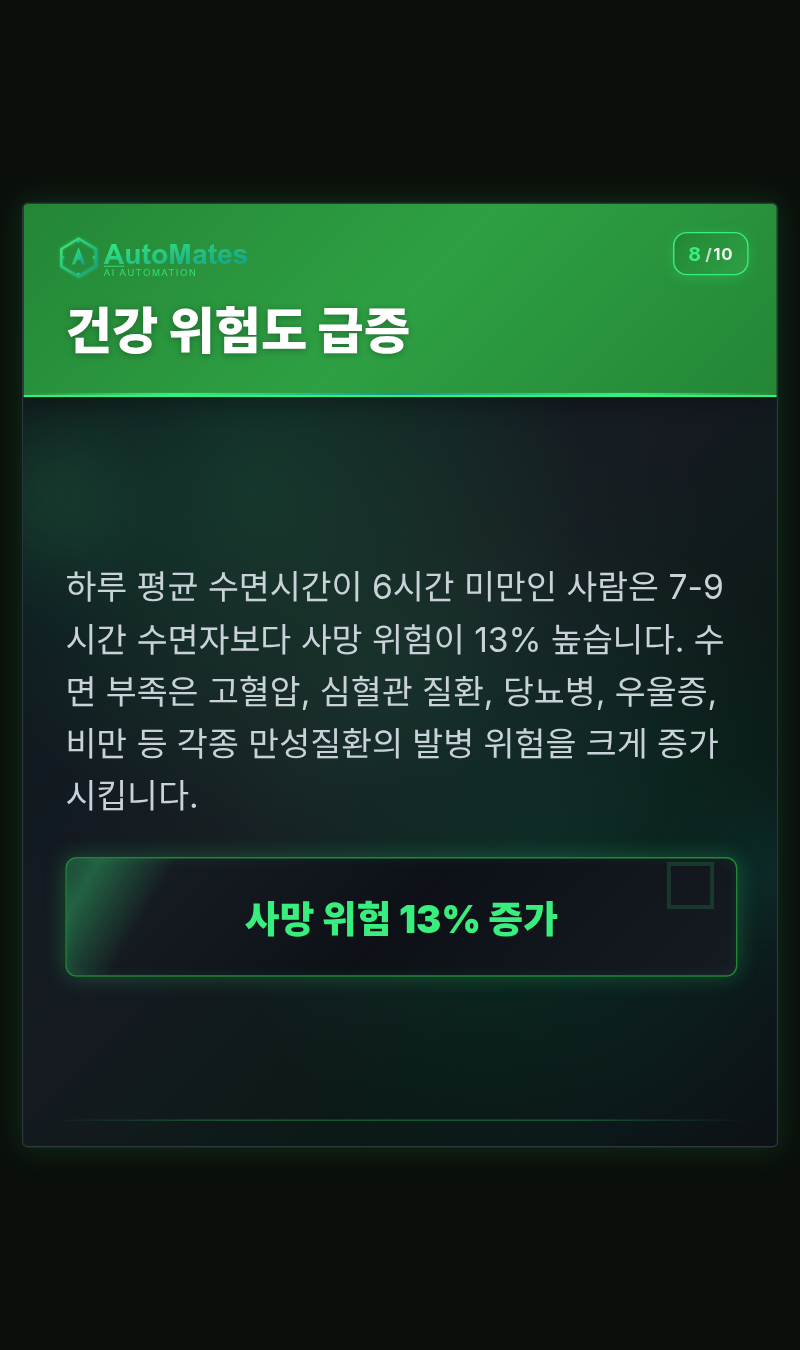 AutoMates
AI AUTOMATION
8 / 10
건강 위험도 급증
하루 평균 수면시간이 6시간 미만인 사람은 7-9
시간 수면자보다 사망 위험이 13% 높습니다. 수
면 부족은 고혈압, 심혈관 질환, 당뇨병, 우울증,
비만 등 각종 만성질환의 발병 위험을 크게 증가
시킵니다.
사망 위험 13% 증가